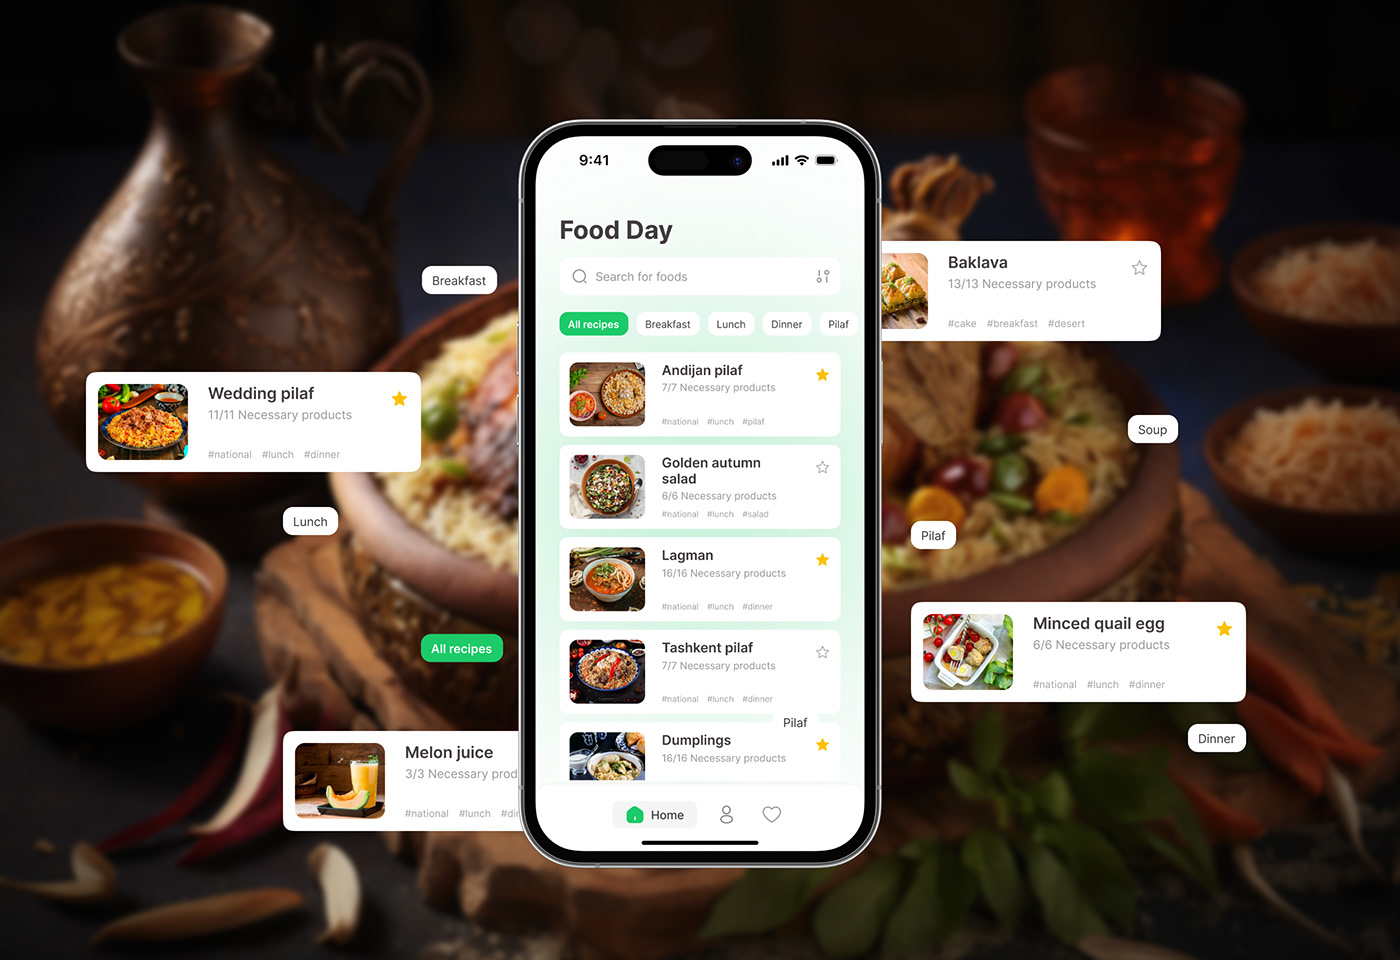 9:41
Food Day
Search for foods
All recipes
Breakfast
Lunch
Dinner
Pilaf
Andijan pilaf
7/7 Necessary products
#national #lunch #pilaf
Golden autumn
salad
6/6 Necessary products
#national #lunch #salad
Lagman
16/16 Necessary products
#national #lunch #dinner
Tashkent pilaf
7/7 Necessary products
#national #lunch #dinner
Pilaf
Dumplings
16/16 Necessary products
Home
Breakfast
Wedding pilaf
11/11 Necessary products
#national #lunch #dinner
Lunch
All recipes
Melon juice
3/3 Necessary prod
#national #lunch #din
Baklava
13/13 Necessary products
#cake #breakfast #desert
Soup
Pilaf
Minced quail egg
6/6 Necessary products
#national #lunch #dinner
Dinner